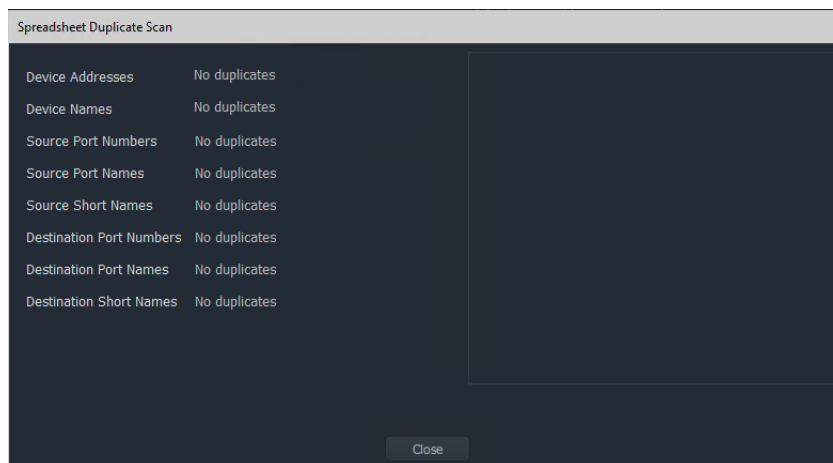 Spreadsheet Duplicate Scan
Device Addresses No duplicates
Device Names No duplicates
Source Port Numbers No duplicates
Source Port Names No duplicates
Source Short Names No duplicates
Destination Port Numbers No duplicates
Destination Port Names No duplicates
Destination Short Names No duplicates
Close